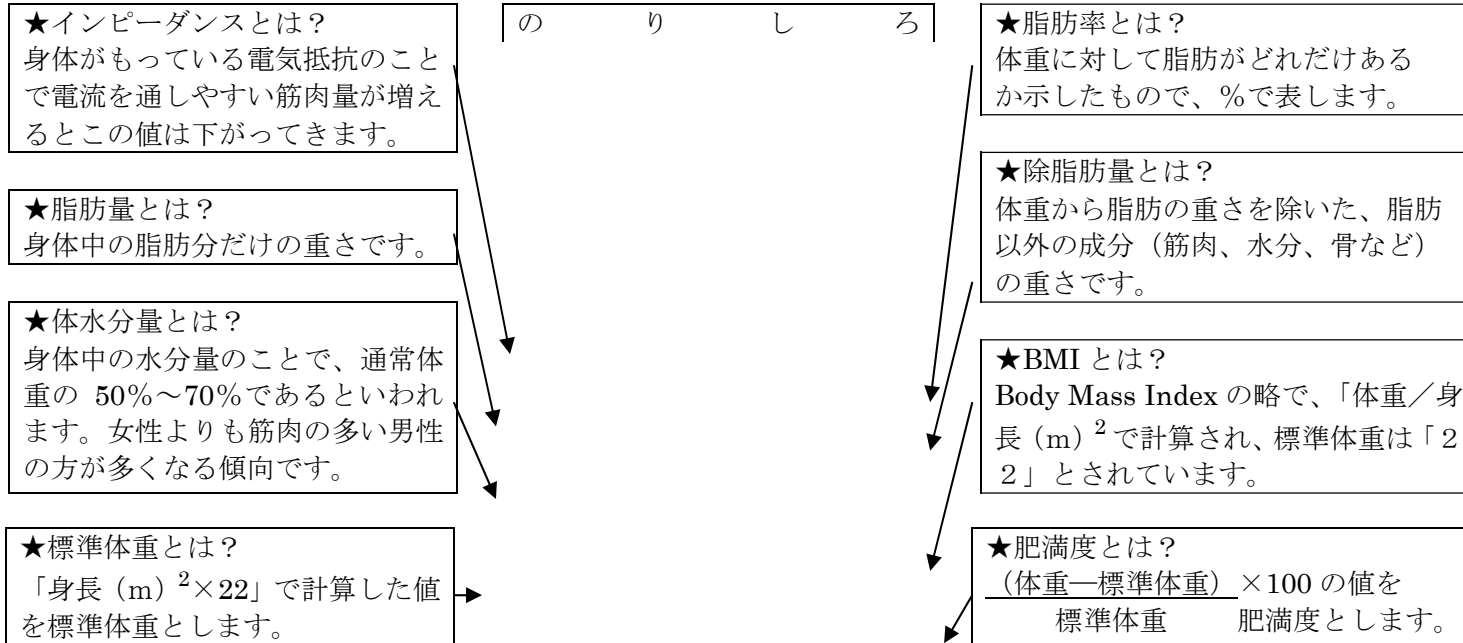 ★インピーダンスとは？
身体がもっている電気抵抗のこと
で電流を通しやすい筋肉量が増え
るとこの値は下がってきます。
★脂肪量とは？
身体中の脂肪分だけの重さです。
★体水分量とは？
身体中の水分量のことで、通常体
重の 50％～70％であるといわれ
ます。女性よりも筋肉の多い男性
の方が多くなる傾向です。
★標準体重とは？
「身長（m）²×22」で計算した値
を標準体重とします。
の り し ろ
★脂肪率とは？
体重に対して脂肪がどれだけある
か示したもので、％で表します。
★除脂肪量とは？
体重から脂肪の重さを除いた、脂肪
以外の成分（筋肉、水分、骨など）
の重さです。
★BMI とは？
Body Mass Index の略で、「体重／身
長（m）²で計算され、標準体重は「２
２」とされています。
★肥満度とは？
（体重―標準体重）×100 の値を
標準体重 肥満度とします。